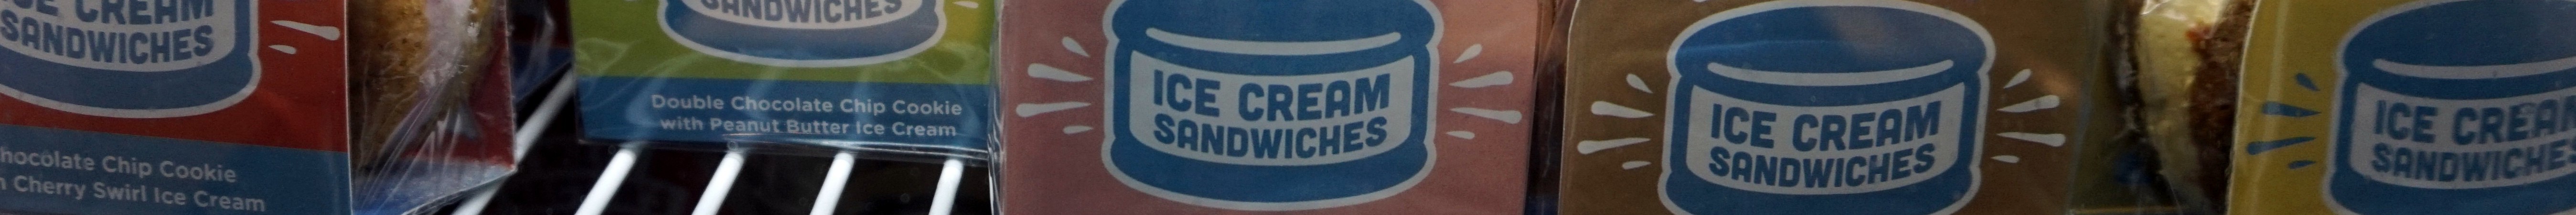 ICE CREAM
SANDWICHES
Chocolate Chip Cookie
Cherry Swirl Ice Cream
SANDWICHES
Double Chocolate Chip Cookie
with Peanut Butter Ice Cream
ICE CREAM
SANDWICHES
ICE CREAM
SANDWICHES
ICE CREAM
SANDWICHES